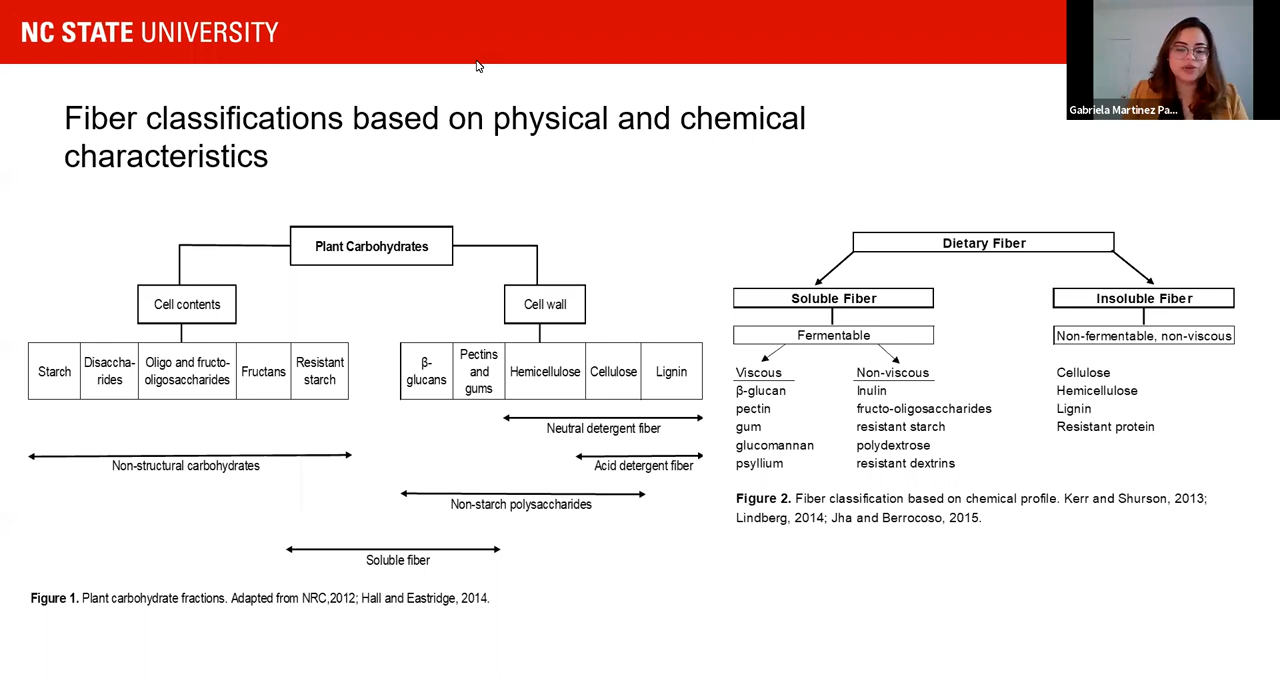 NC STATE UNIVERSITY
Gabriela Martinez Pa...
Fiber classifications based on physical and chemical
characteristics
Plant Carbohydrates
Cell contents
Cell wall
Starch
Disaccha-
rides
Oligo and fructo-
oligosaccharides
Fructans
Resistant
starch
β-
glucans
Pectins
and
gums
Hemicellulose
Cellulose
Lignin
Neutral detergent fiber
Non-structural carbohydrates
Acid detergent fiber
Non-starch polysaccharides
Soluble fiber
Figure 1. Plant carbohydrate fractions. Adapted from NRC,2012; Hall and Eastridge, 2014.
Dietary Fiber
Soluble Fiber
Insoluble Fiber
Fermentable
Non-fermentable, non-viscous
Viscous
β-glucan
pectin
gum
glucomannan
psyllium
Non-viscous
Inulin
fructo-oligosaccharides
resistant starch
polydextrose
resistant dextrins
Cellulose
Hemicellulose
Lignin
Resistant protein
Figure 2. Fiber classification based on chemical profile. Kerr and Shurson, 2013;
Lindberg, 2014; Jha and Berrocoso, 2015.